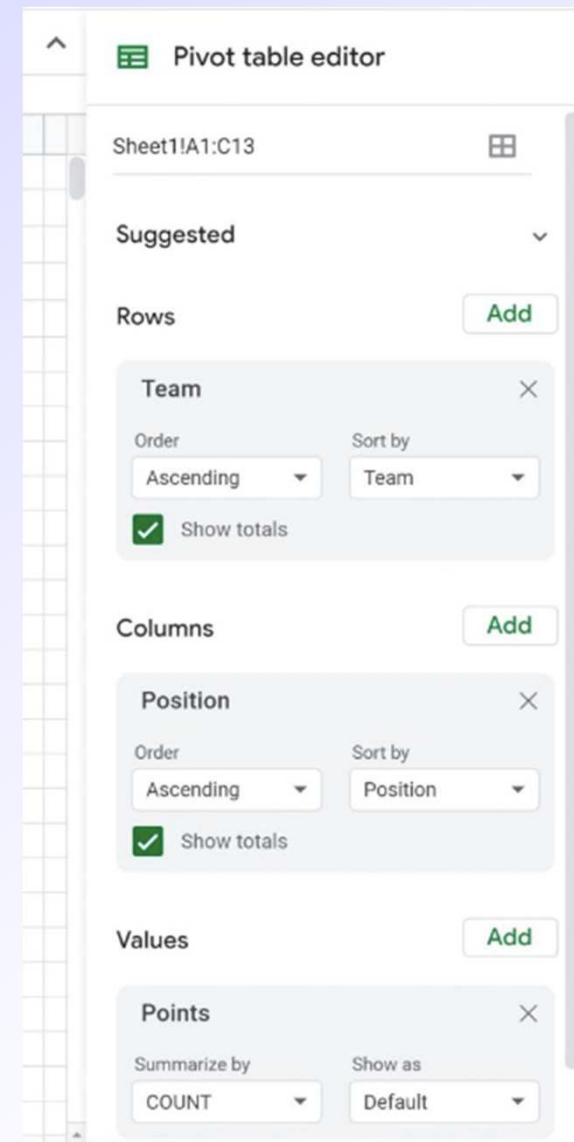 Pivot table editor
Sheet1!A1:C13
Suggested
Rows Add
Team
Order Sort by
Ascending Team
Show totals
Columns Add
Position
Order Sort by
Ascending Position
Show totals
Values Add
Points
Summarize by Show as
COUNT Default